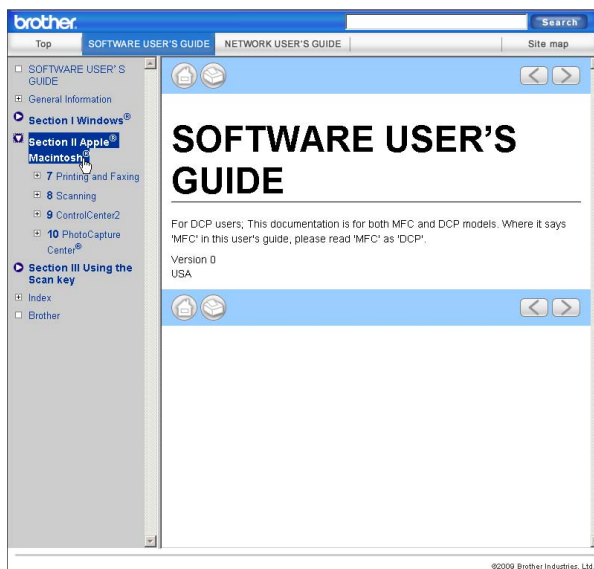 brother.
Search
Top SOFTWARE USER'S GUIDE NETWORK USER'S GUIDE Site map
SOFTWARE USER' S
GUIDE
General Information
Section I Windows®
Section II Apple®
Macintosh®
7 Printing and Faxing
8 Scanning
9 ControlCenter2
10 PhotoCapture
Center®
Section III Using the
Scan key
Index
Brother
SOFTWARE USER’S
GUIDE
For DCP users; This documentation is for both MFC and DCP models. Where it says
'MFC' in this user's guide, please read 'MFC' as 'DCP'.
Version 0
USA
©2009 Brother Industries, Ltd.